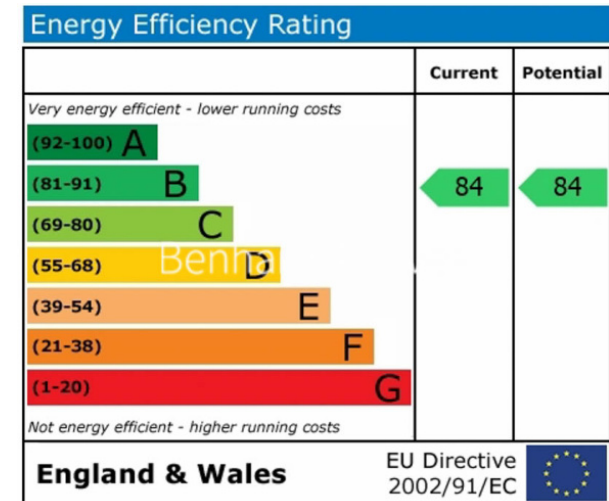 Energy Efficiency Rating
Current Potential
Very energy efficient - lower running costs
(92-100) A
(81-91) B 84 84
(69-80) C
(55-68) D
(39-54) E
(21-38) F
(1-20) G
Not energy efficient - higher running costs
England & Wales
EU Directive
2002/91/EC